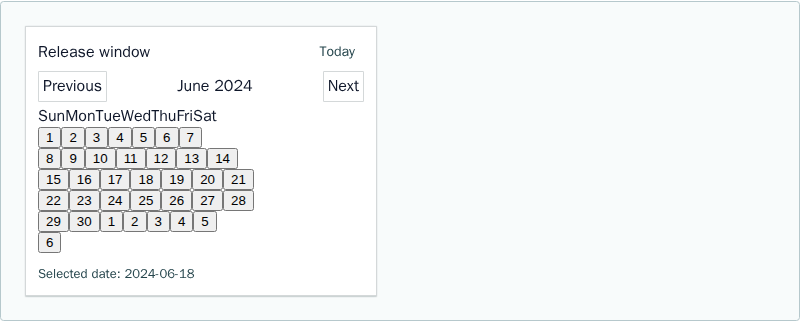 Release window Today
Previous June 2024 Next
SunMonTueWedThuFriSat
1 2 3 4 5 6 7
8 9 10 11 12 13 14
15 16 17 18 19 20 21
22 23 24 25 26 27 28
29 30 1 2 3 4 5
6
Selected date: 2024-06-18